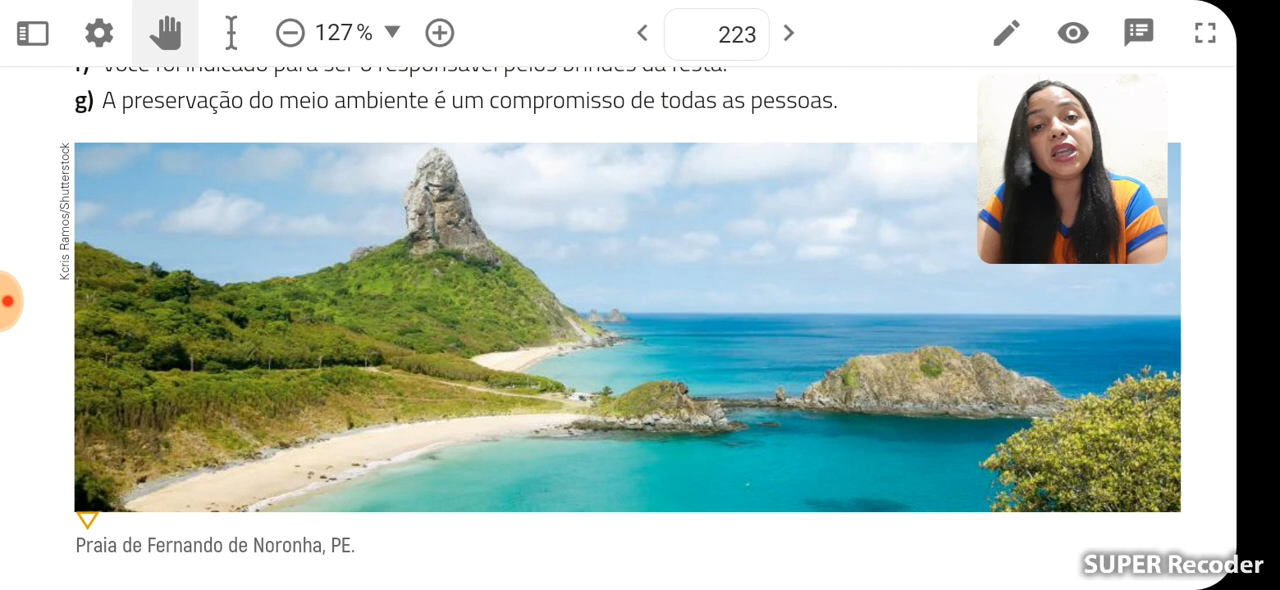 127%
223
g) A preservação do meio ambiente é um compromisso de todas as pessoas.
Kcris Ramos/Shutterstock
Praia de Fernando de Noronha, PE.
SUPER Recoder